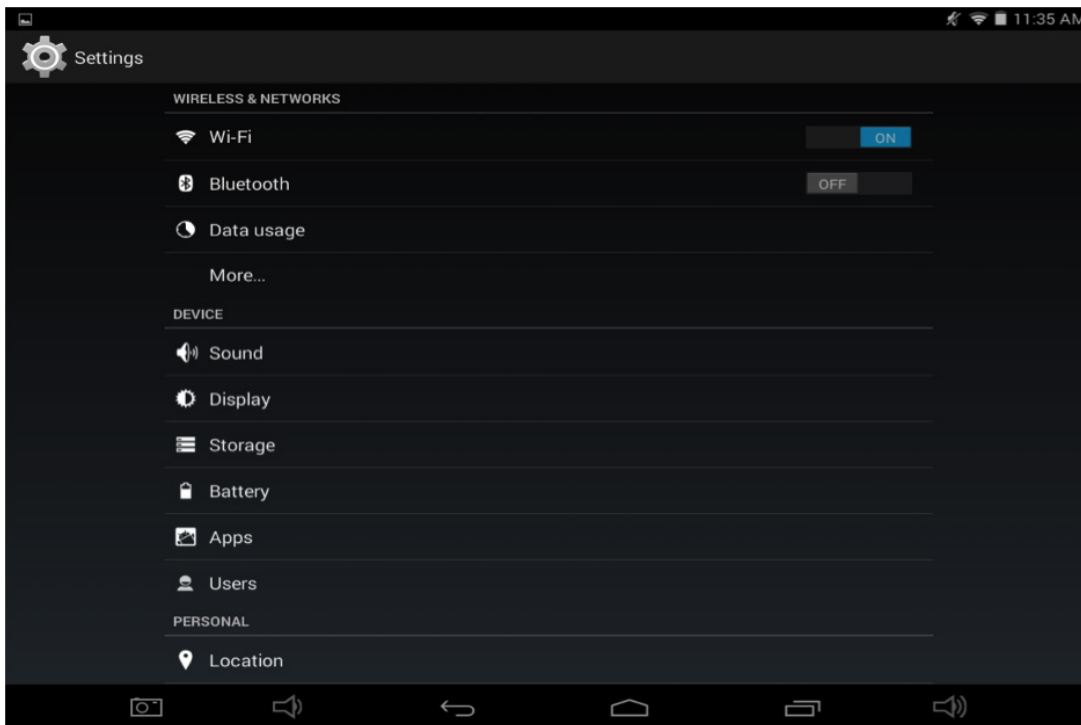 11:35 AM
Settings
WIRELESS & NETWORKS
Wi-Fi ON
Bluetooth OFF
Data usage
More...
DEVICE
Sound
Display
Storage
Battery
Apps
Users
PERSONAL
Location